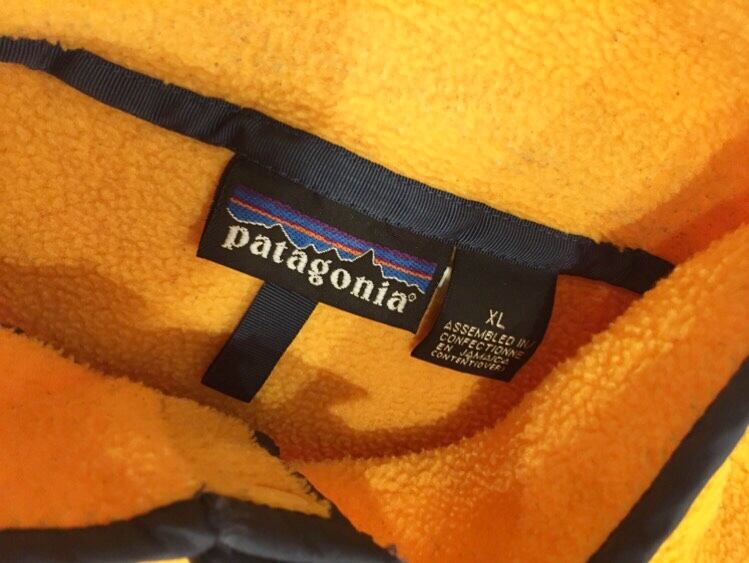 patagonia®
XL
ASSEMBLED IN/
CONFECTIONNE
EN JAMAICA